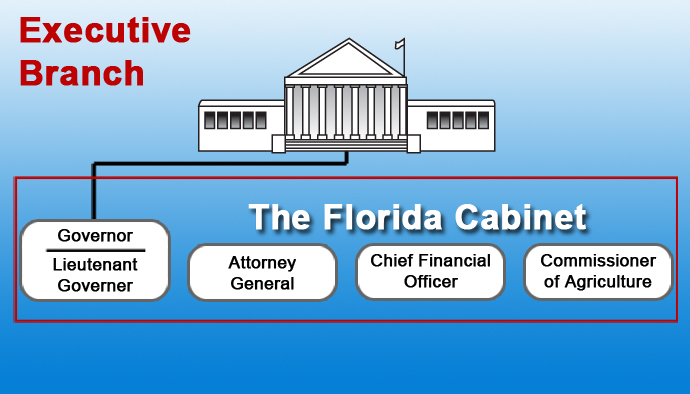 Executive
Branch
The Florida Cabinet
Governor
Lieutenant
Governer
Attorney
General
Chief Financial
Officer
Commissioner
of Agriculture